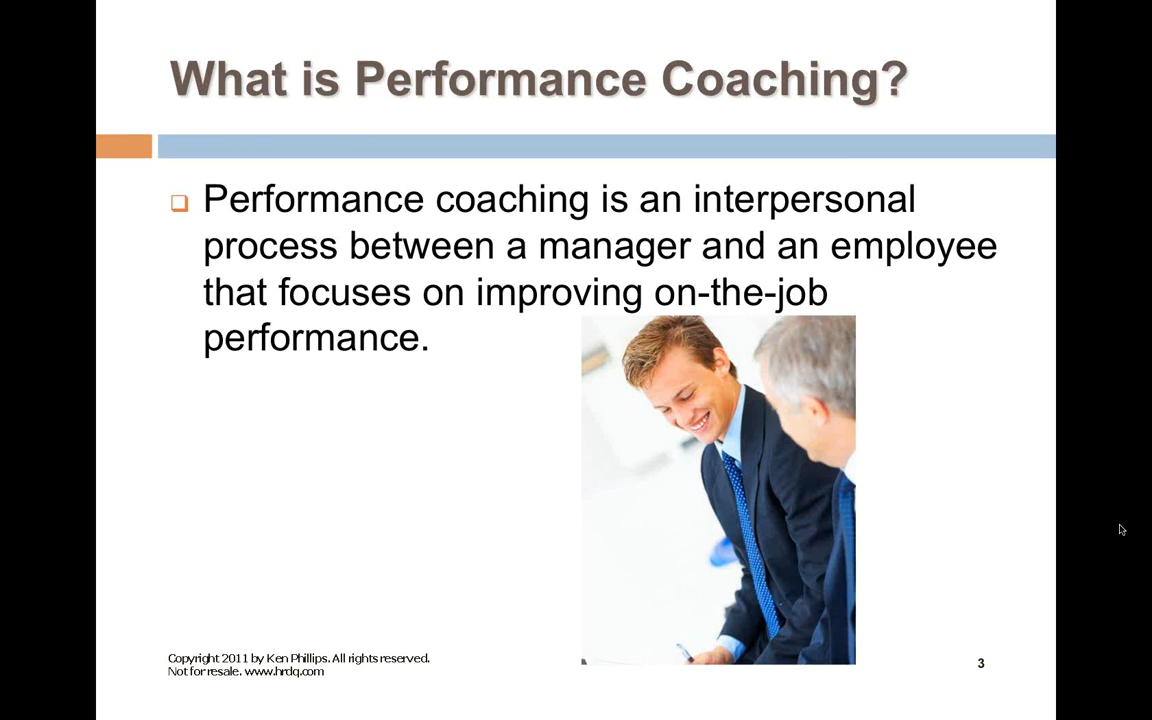 What is Performance Coaching?
Performance coaching is an interpersonal
process between a manager and an employee
that focuses on improving on-the-job
performance.
Copyright 2011 by Ken Phillips. All rights reserved.
Not for resale. www.hrdq.com
3